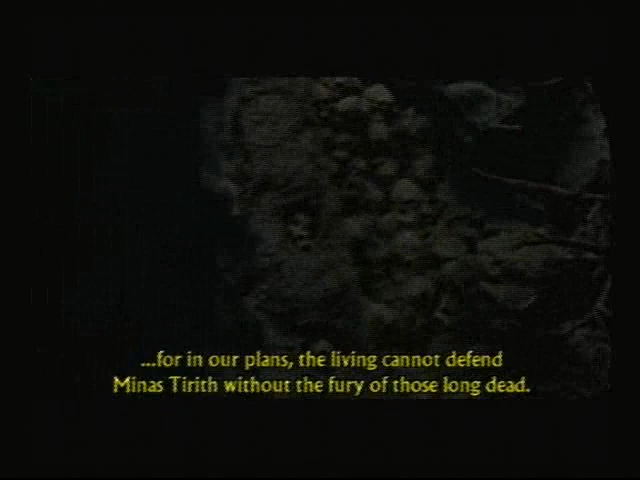 ...for in our plans, the living cannot defend
Minas Tirith without the fury of those long dead.